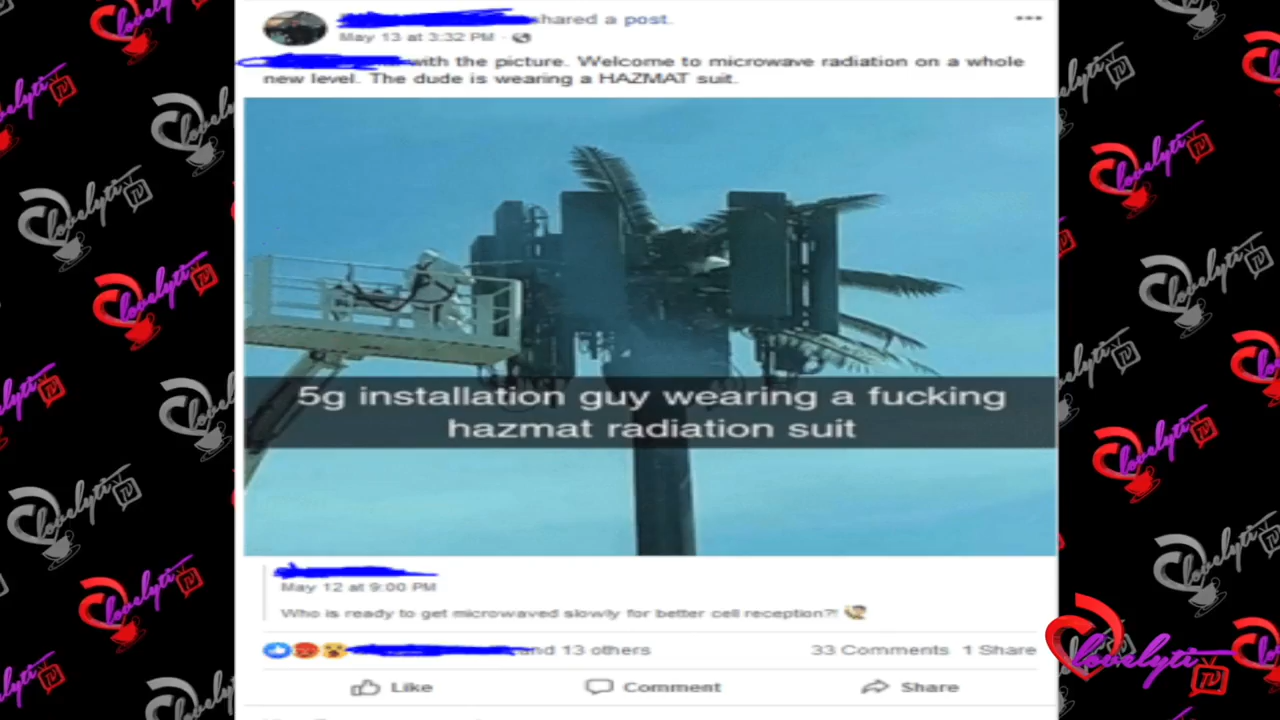 shared a post.
May 13 at 3:32 PM
with the picture. Welcome to microwave radiation on a whole
new level. The dude is wearing a HAZMAT suit.
5g installation guy wearing a fucking
hazmat radiation suit
May 12 at 9:00 PM
Who is ready to get microwaved slowly for better cell reception?!
and 13 others
33 Comments 1 Share
Like Comment Share
lovelyti TV